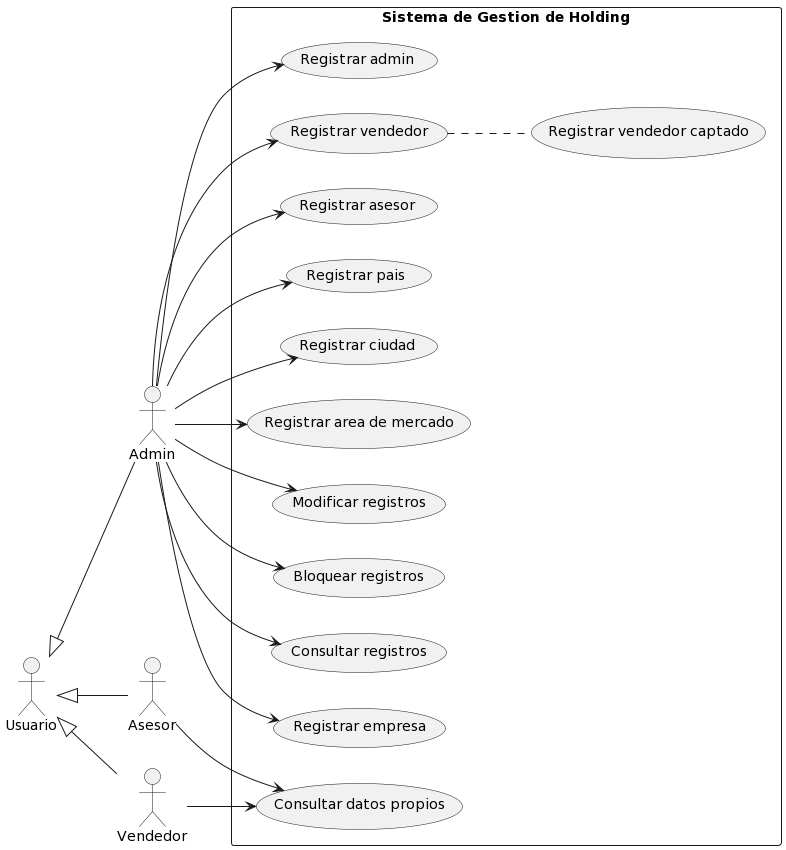 Sistema de Gestion de Holding
Registrar admin
Registrar vendedor
Registrar vendedor captado
Registrar asesor
Registrar pais
Registrar ciudad
Registrar area de mercado
Admin
Modificar registros
Bloquear registros
Consultar registros
Usuario
Asesor
Registrar empresa
Consultar datos propios
Vendedor